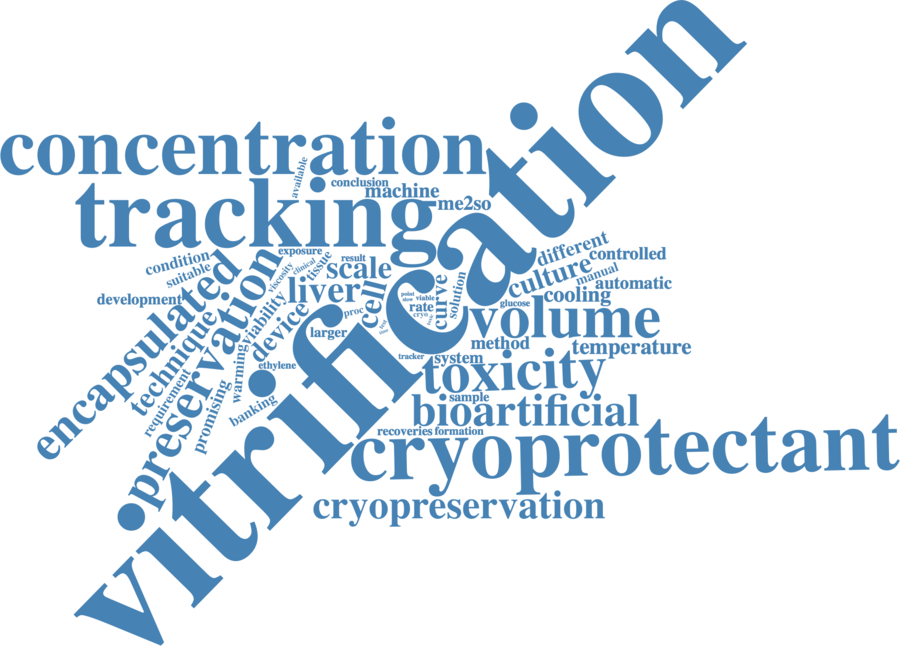 vitrification
concentration
tracking
available
conclusion
machine
me2so
condition
suitable
development
encapsulated
technique
requirement
preservation
promising
exposure
viscosity
clinical
tissue
result
scale
liver
viability
device
warming
banking
ethylene
larger
proc
cell
point
slow
viable
rate
cryo
curve
solution
different
controlled
culture
manual
automatic
cooling
glucose
volume
method
temperature
tracker
system
toxicity
sample
bioartificial
recoveries
formation
cryoprotectant
cryopreservation